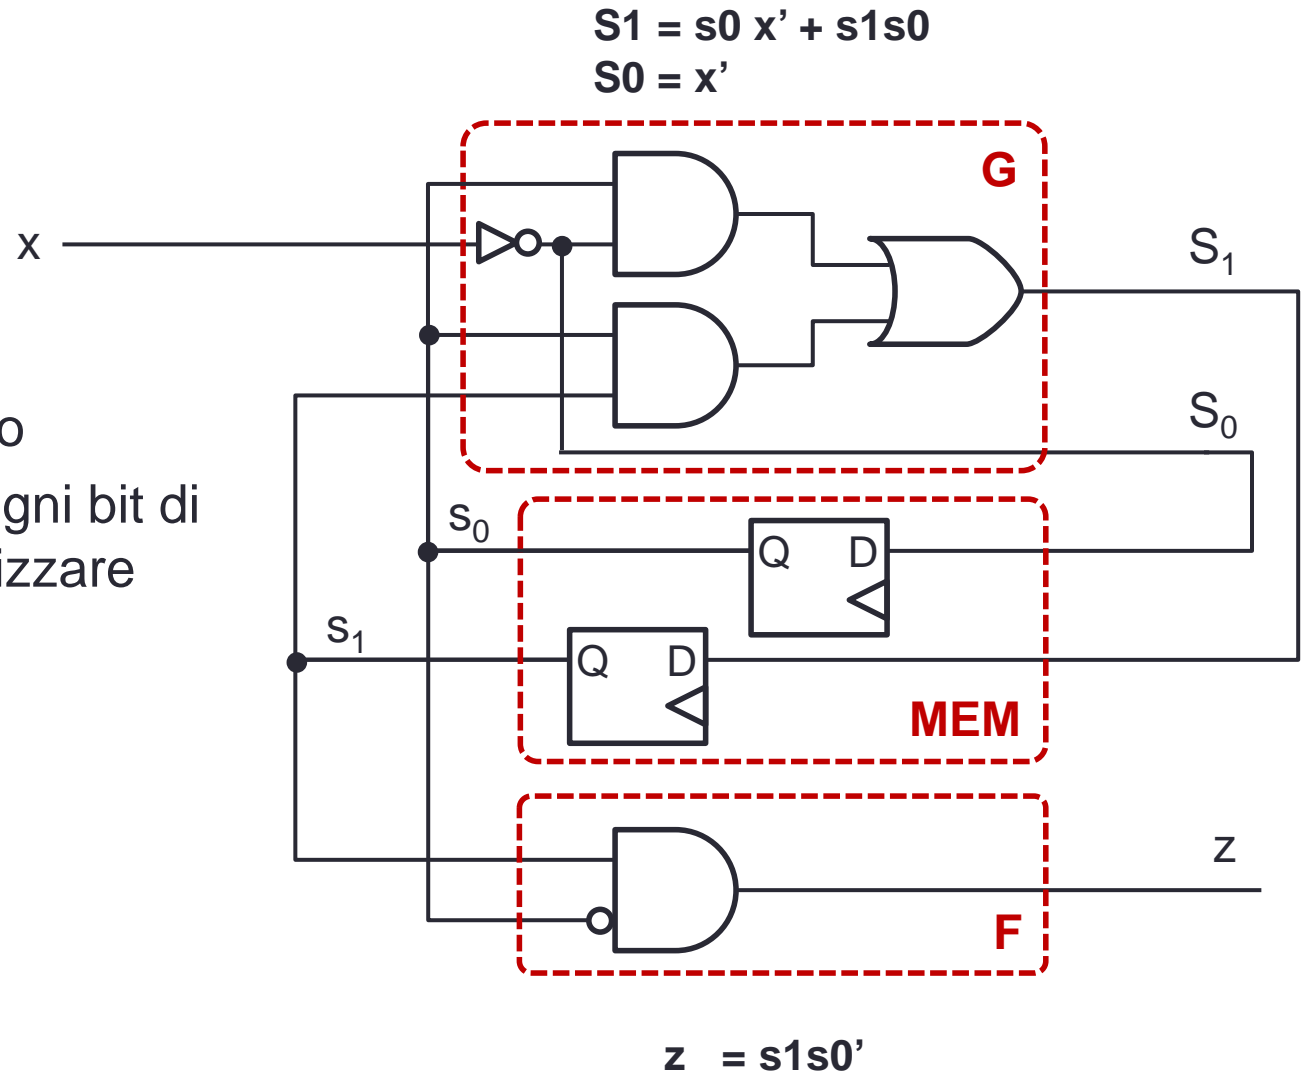 S1 = s0 x’ + s1s0
S0 = x’
G
x
S1
S0
gni bit di
izzare
s0
Q D
s1
Q D
MEM
z
F
z = s1s0’